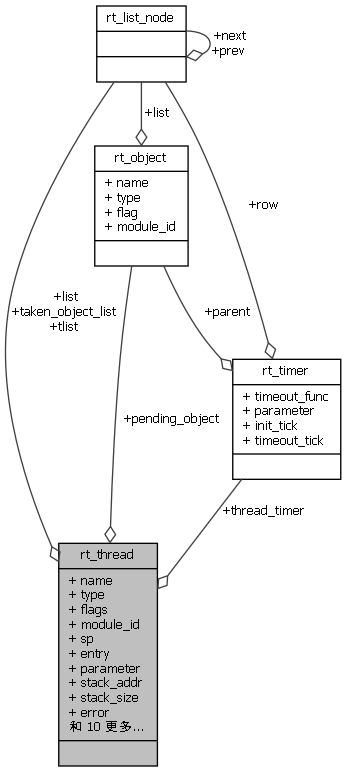 rt_list_node
+next
+prev
+list
rt_object
+ name
+ type
+ flag
+ module_id
+row
+list
+taken_object_list
+tlist
+parent
rt_timer
+ timeout_func
+ parameter
+ init_tick
+ timeout_tick
+pending_object
+thread_timer
rt_thread
+ name
+ type
+ flags
+ module_id
+ sp
+ entry
+ parameter
+ stack_addr
+ stack_size
+ error
和 10 更多...